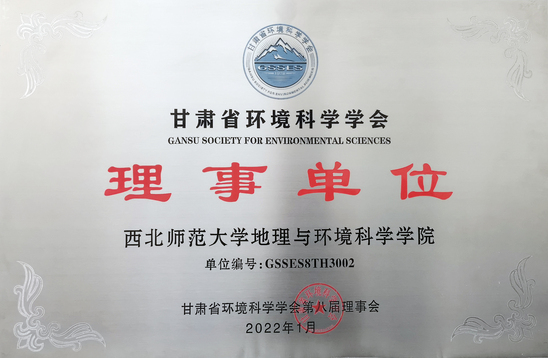 甘肃省环境科学学会
GSSES
甘肃省环境科学学会
GANSU SOCIETY FOR ENVIRONMENTAL SCIENCES
理事单位
西北师范大学地理与环境科学学院
单位编号:GSSES8TH3002
甘肃省环境科学学会第八届理事会
2022年1月